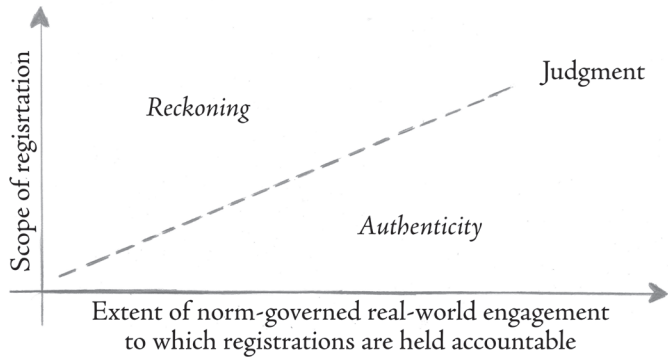 Judgment
Reckoning
Scope of regisrtation
Authenticity
Extent of norm-governed real-world engagement
to which registrations are held accountable